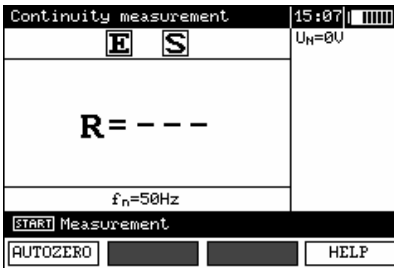 Continuity measurement 15:07
E S
U_N=0V
R=---
f_n=50Hz
START Measurement
AUTOZERO HELP